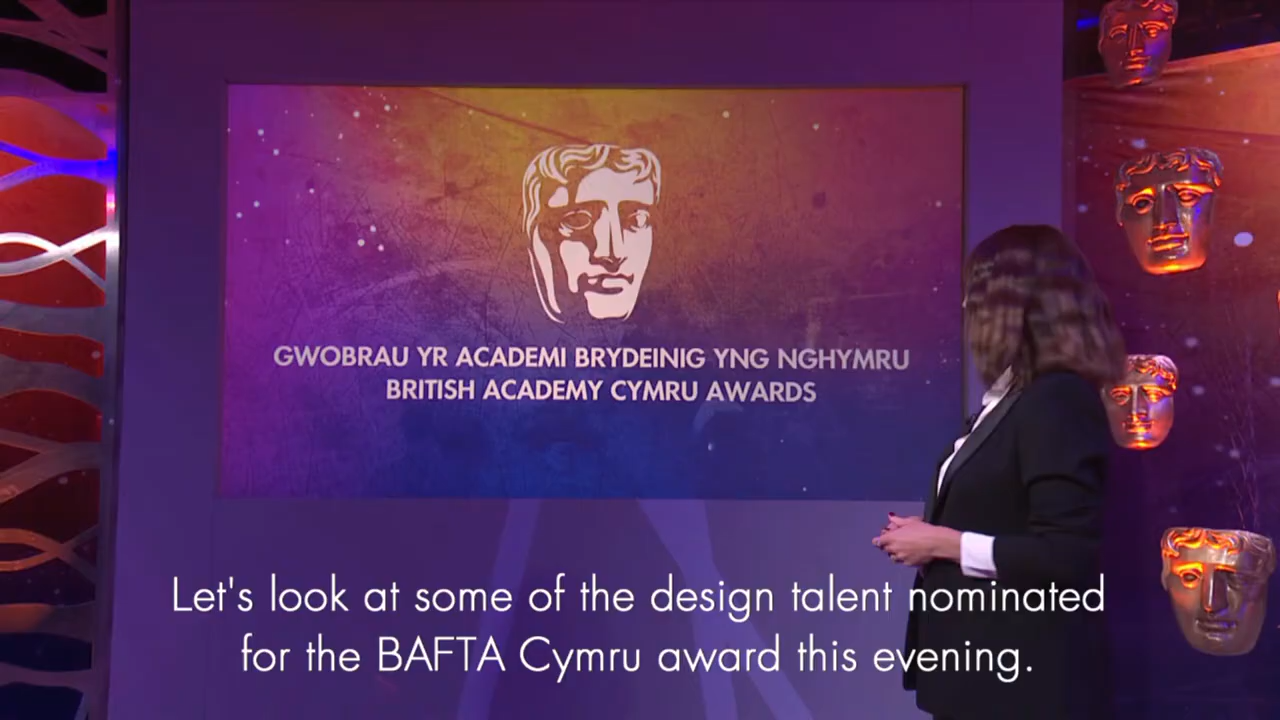 GWOBRAU YR ACADEMI BRYDEINIG YNG NGHYMRU
BRITISH ACADEMY CYMRU AWARDS
Let's look at some of the design talent nominated
for the BAFTA Cymru award this evening.